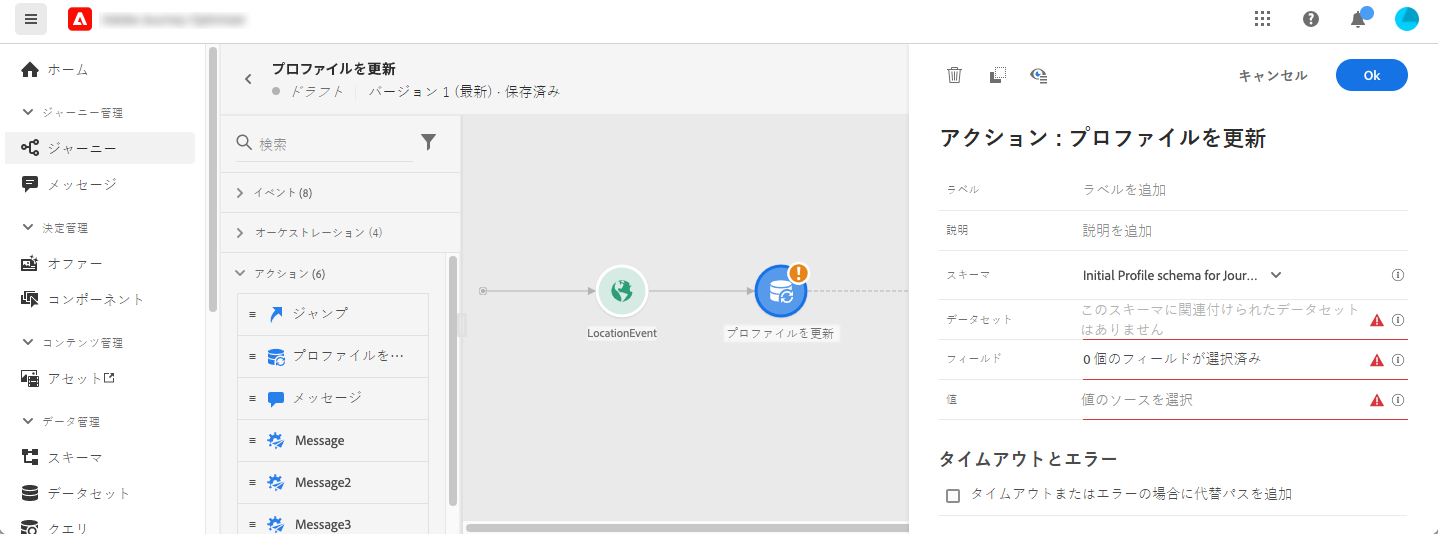 ホーム
ジャーニー管理
ジャーニー
メッセージ
決定管理
オファー
コンポーネント
コンテンツ管理
アセット
データ管理
スキーマ
データセット
クエリ
プロファイルを更新
ドラフト バージョン 1 (最新) · 保存済み
検索
イベント (8)
オーケストレーション (4)
アクション (6)
ジャンプ
プロファイルを…
メッセージ
Message
Message2
Message3
LocationEvent
プロファイルを更新
キャンセル
Ok
アクション : プロファイルを更新
ラベル ラベルを追加
説明 説明を追加
スキーマ Initial Profile schema for Jour...
データセット このスキーマに関連付けられたデータセット
はありません
フィールド 0 個のフィールドが選択済み
値 値のソースを選択
タイムアウトとエラー
タイムアウトまたはエラーの場合に代替パスを追加